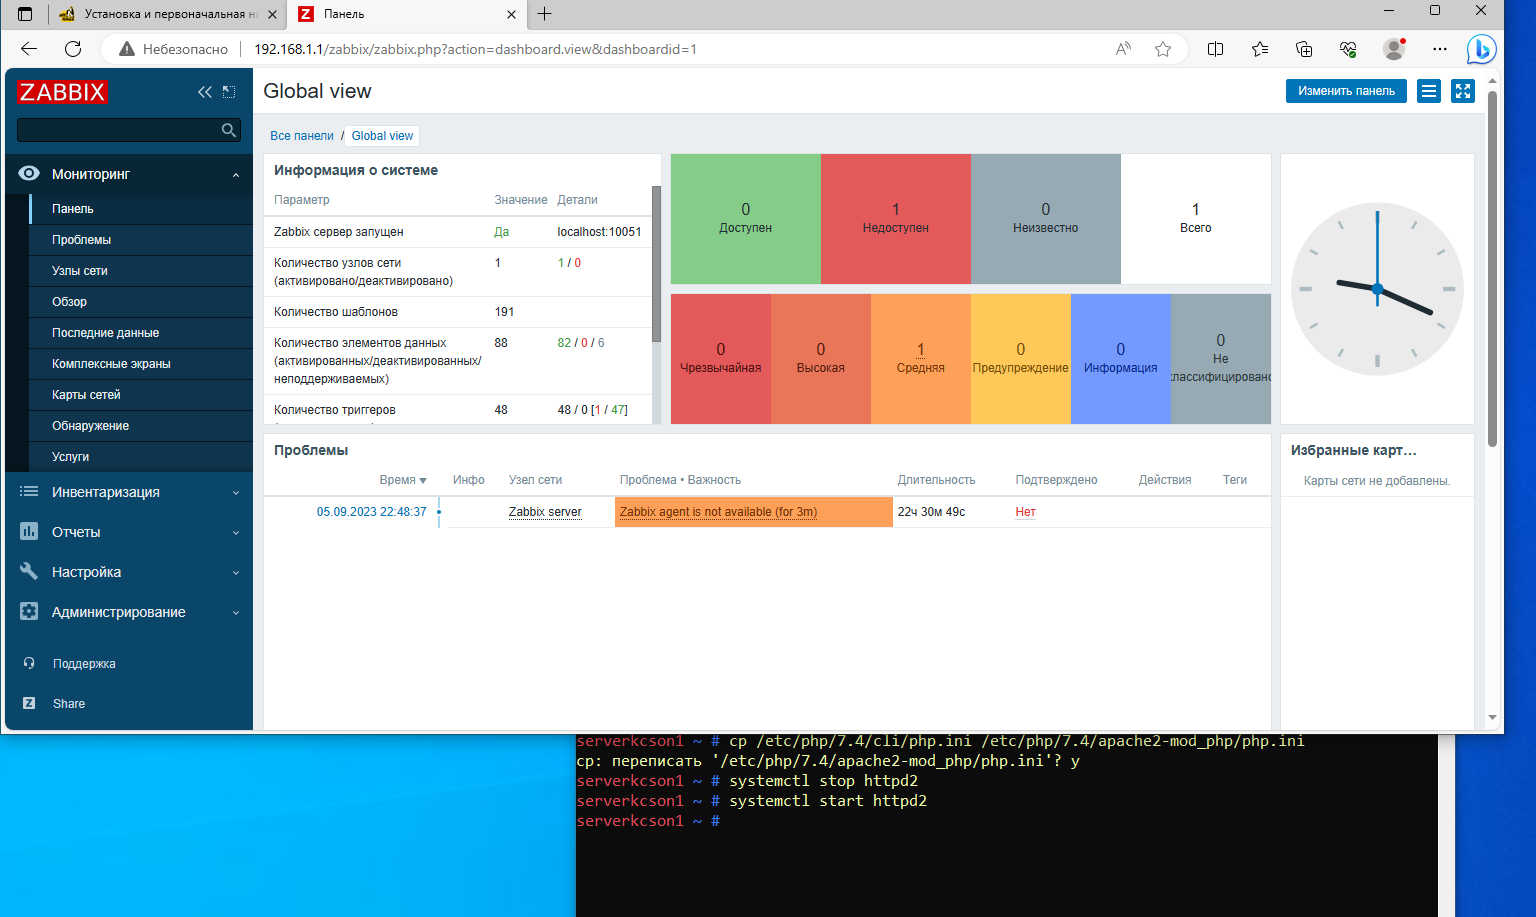 Установка и первоначальная на
Панель
Небезопасно
192.168.1.1/zabbix/zabbix.php?action=dashboard.view&dashboardid=1
ZABBIX
Мониторинг
Панель
Проблемы
Узлы сети
Обзор
Последние данные
Комплексные экраны
Карты сетей
Обнаружение
Услуги
Инвентаризация
Отчеты
Настройка
Администрирование
Поддержка
Share
Global view
Изменить панель
Все панели / Global view
Информация о системе
Параметр Значение Детали
Zabbix сервер запущен Да localhost:10051
Количество узлов сети 1 1 / 0
(активировано/деактивировано)
Количество шаблонов 191
Количество элементов данных 88 82 / 0 / 6
(активированных/деактивированных/
неподдерживаемых)
Количество триггеров 48 48 / 0 [1 / 47]
0 1 0 1
Доступен Недоступен Неизвестно Всего
0 0 1 0 0 0
Чрезвычайная Высокая Средняя Предупреждение Информация Не
классифицировано
Проблемы
Время Инфо Узел сети Проблема • Важность Длительность Подтверждено Действия Теги
05.09.2023 22:48:37 Zabbix server Zabbix agent is not available (for 3m) 22ч 30м 49с Нет
Избранные карт...
Карты сети не добавлены.
serverkcson1 ~ # cp /etc/php/7.4/cli/php.ini /etc/php/7.4/apache2-mod_php/php.ini
cp: переписать '/etc/php/7.4/apache2-mod_php/php.ini'? y
serverkcson1 ~ # systemctl stop httpd2
serverkcson1 ~ # systemctl start httpd2
serverkcson1 ~ #